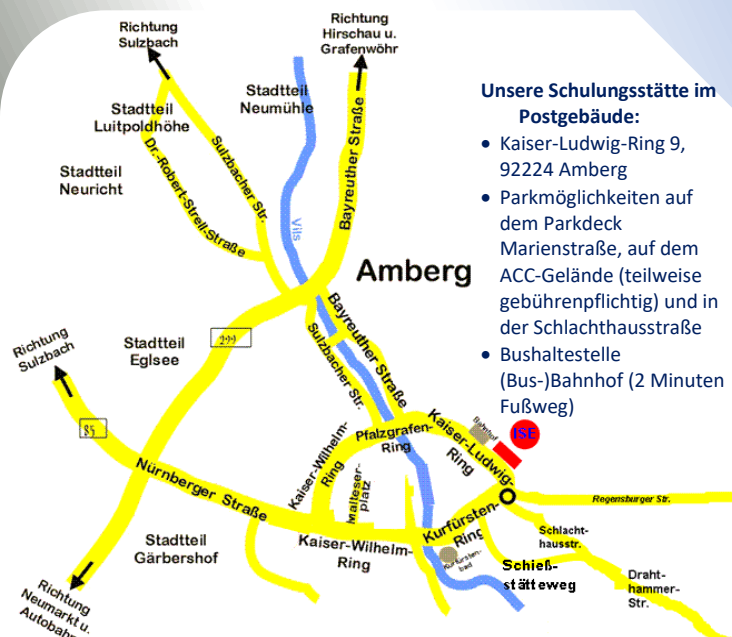 Richtung
Sulzbach
Richtung
Hirschau u.
Grafenwöhr
Stadtteil
Neumühle
Stadtteil
Luitpoldhöhe
Stadtteil
Neuricht
Dr.-Robert-Strell-Straße
Sulzbacher Str.
Vils
Bayreuther Straße
Unsere Schulungsstätte im
Postgebäude:
• Kaiser-Ludwig-Ring 9,
92224 Amberg
• Parkmöglichkeiten auf
dem Parkdeck
Marienstraße, auf dem
ACC-Gelände (teilweise
gebührenpflichtig) und in
der Schlachthausstraße
• Bushaltestelle
(Bus-)Bahnhof (2 Minuten
Fußweg)
Amberg
Richtung
Sulzbach
Stadtteil
Eglsee
299
85
Sulzbacher Str.
Bayreuther Straße
Pfalzgrafen-
Ring
Kaiser-Ludwig-
Ring
Bahnhof
ISE
Kaiser-Wilhelm-
Ring
Malteser-
platz
Nürnberger Straße
Kaiser-Wilhelm-
Ring
Kurfürsten-
Ring
Kurfürsten-
bad
Regensburger Str.
Schlacht-
hausstr.
Schieß-
stätteweg
Draht-
hammer-
Str.
Stadtteil
Gärbershof
Richtung
Neumarkt u.
Autobahn